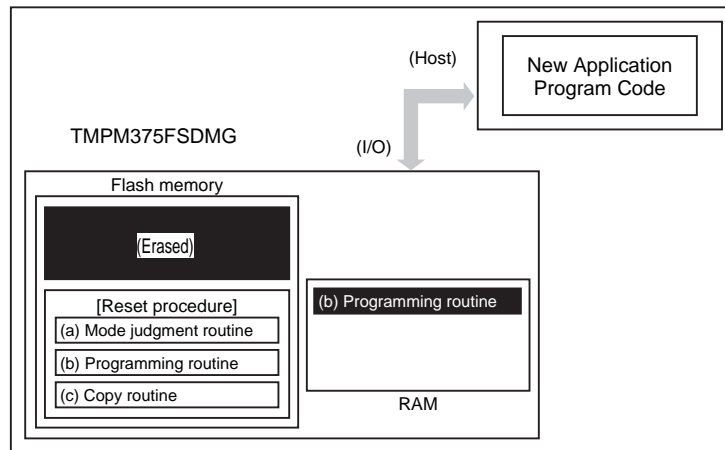 (Host)
New Application
Program Code
TMPM375FSDMG
(I/O)
Flash memory
(Erased)
[Reset procedure]
(a) Mode judgment routine
(b) Programming routine
(c) Copy routine
(b) Programming routine
RAM